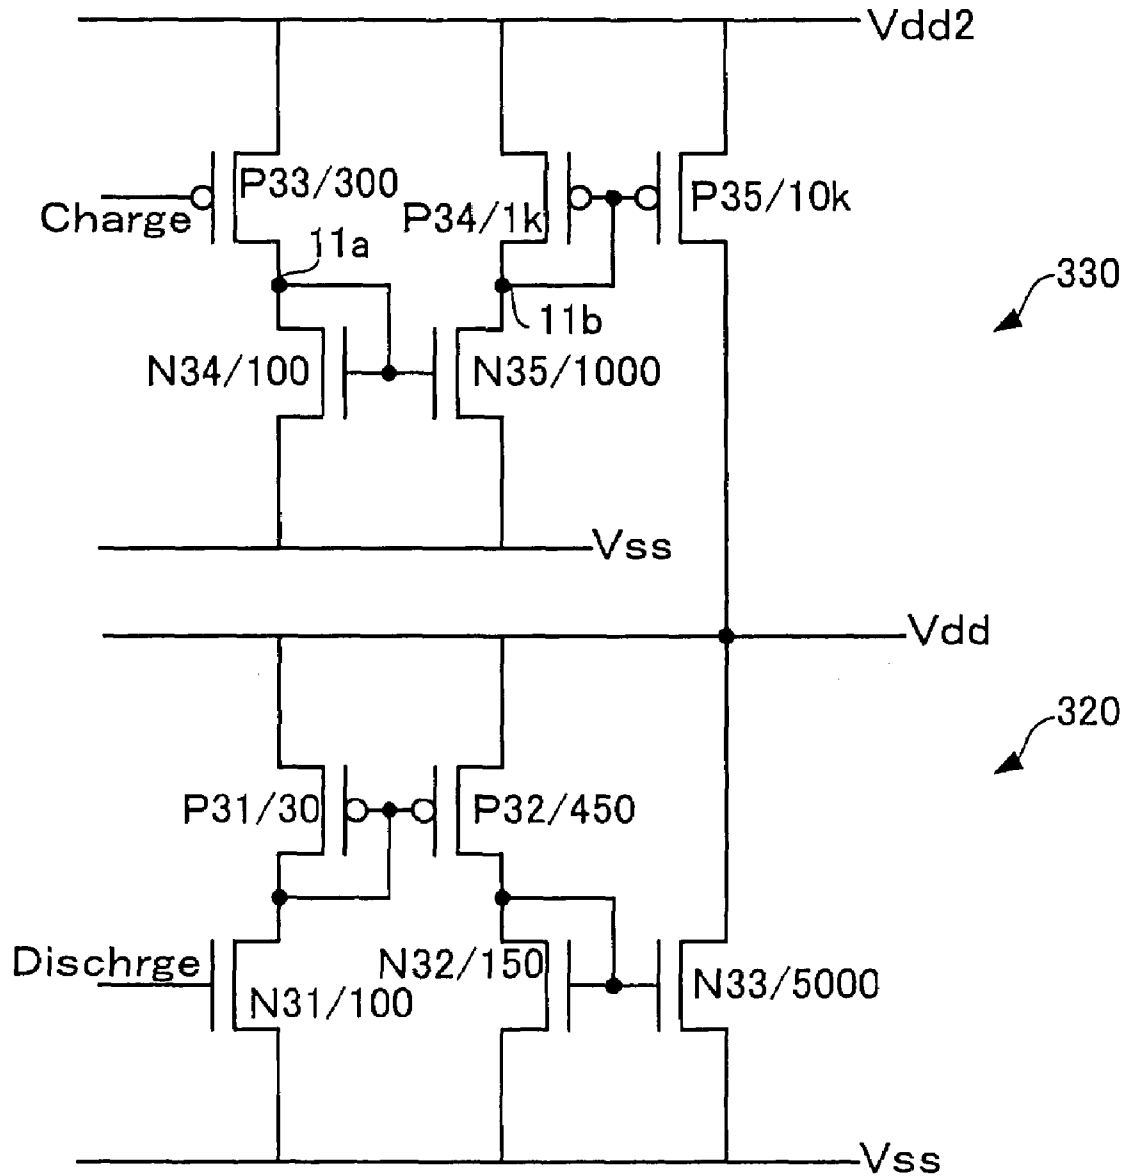 Vdd2
P33/300
P34/1k
P35/10k
Charge
11a
330
11b
N34/100
N35/1000
Vss
Vdd
320
P31/30
P32/450
Dischrge
N32/150
N33/5000
N31/100
Vss